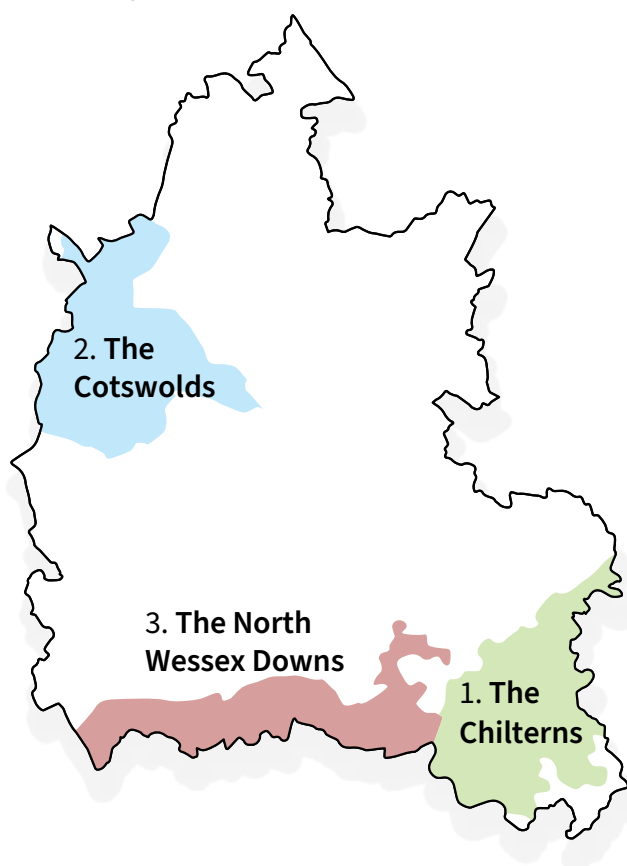 2. The
Cotswolds
3. The North
Wessex Downs
1. The
Chilterns